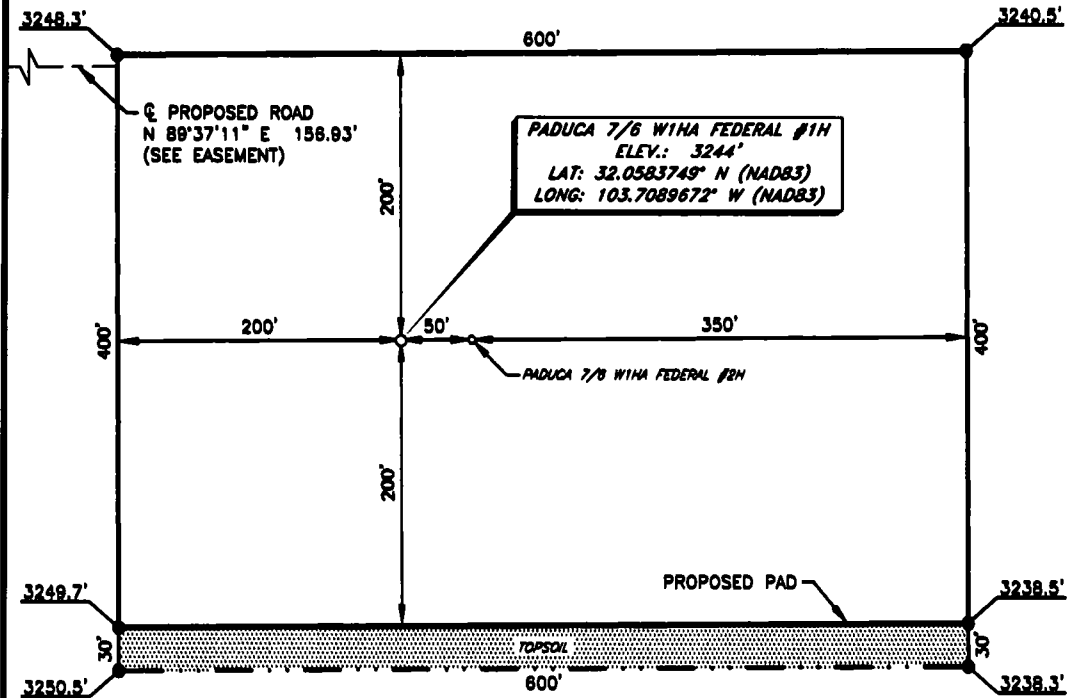 3248.3'
3240.5'
600'
℄ PROPOSED ROAD
N 89°37'11" E 156.93'
(SEE EASEMENT)
PADUCA 7/6 W1HA FEDERAL #1H
ELEV.: 3244'
LAT: 32.0583749° N (NAD83)
LONG: 103.7089672° W (NAD83)
200'
400'
200'
50'
350'
400'
PADUCA 7/6 W1HA FEDERAL #2H
200'
PROPOSED PAD
3249.7'
3238.5'
30'
TOPSOIL
30'
3250.5'
600'
3238.3'